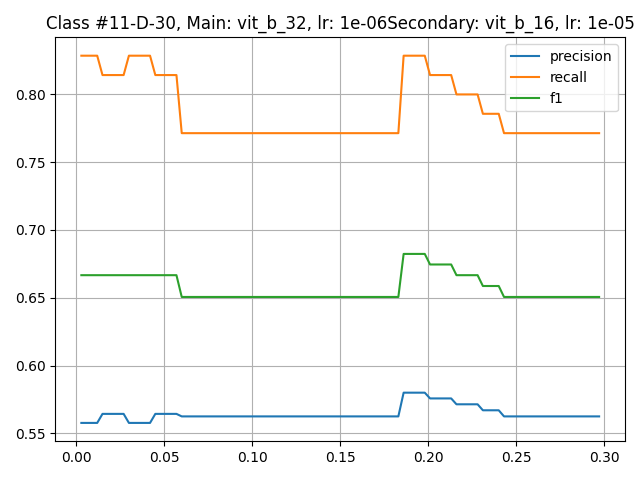 Class #11-D-30, Main: vit_b_32, lr: 1e-06Secondary: vit_b_16, lr: 1e-05
precision
recall
f1
0.80
0.75
0.70
0.65
0.60
0.55
0.00 0.05 0.10 0.15 0.20 0.25 0.30